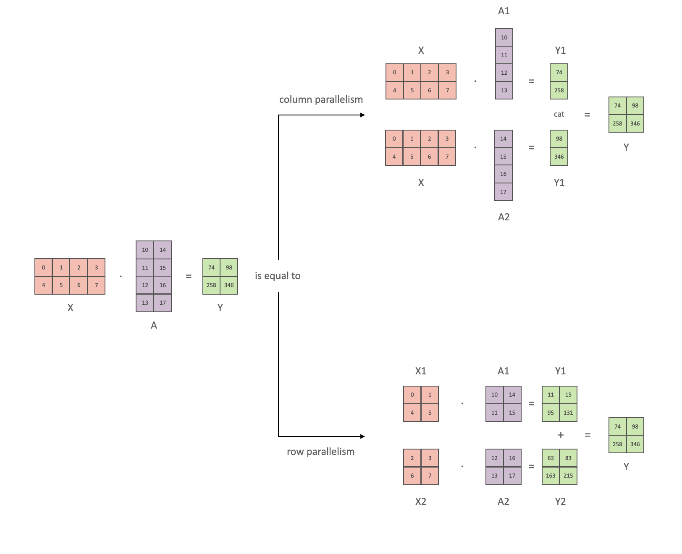 A1
X
10
11
12
13
Y1
0 1 2 3
4 5 6 7
·
=
74
258
column parallelism
cat
=
74 98
258 346
Y
0 1 2 3
4 5 6 7
·
14
15
16
17
=
98
346
X
Y1
A2
0 1 2 3
4 5 6 7
·
10 14
11 15
12 16
13 17
=
74 98
258 346
X
A
Y
is equal to
X1
A1
Y1
0 1
4 5
·
10 14
11 15
=
11 15
95 131
row parallelism
+
=
74 98
258 346
Y
2 3
6 7
·
12 16
13 17
=
63 83
163 215
X2
A2
Y2